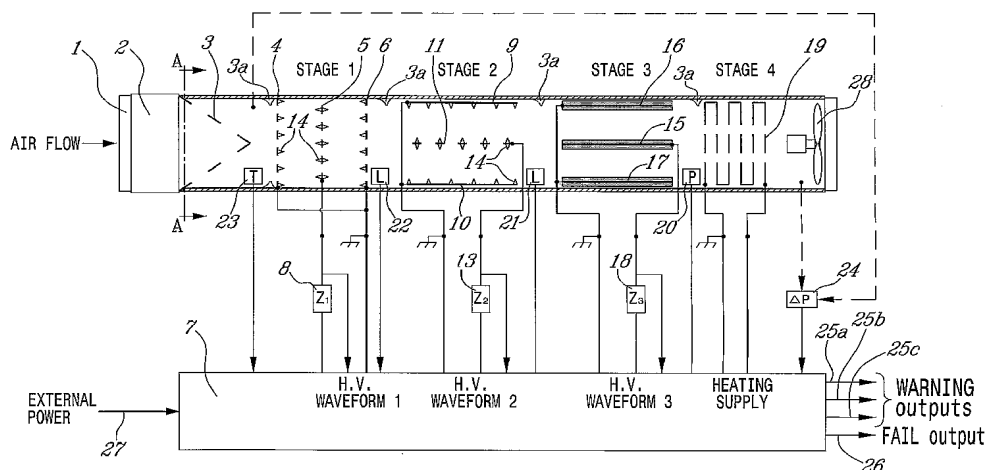 1 2 3 4 5 6 11 9 16 19
A
3a STAGE 1 3a STAGE 2 3a STAGE 3 3a STAGE 4 28
AIR FLOW
14 14 14 15
T L L P
A 23 22 10 21 17 20
8 Z1 13 Z2 18 Z3 24 ΔP
25a 25b 25c
7 H.V. WAVEFORM 1 H.V. WAVEFORM 2 H.V. WAVEFORM 3 HEATING SUPPLY
EXTERNAL POWER
27
WARNING outputs
FAIL output
26